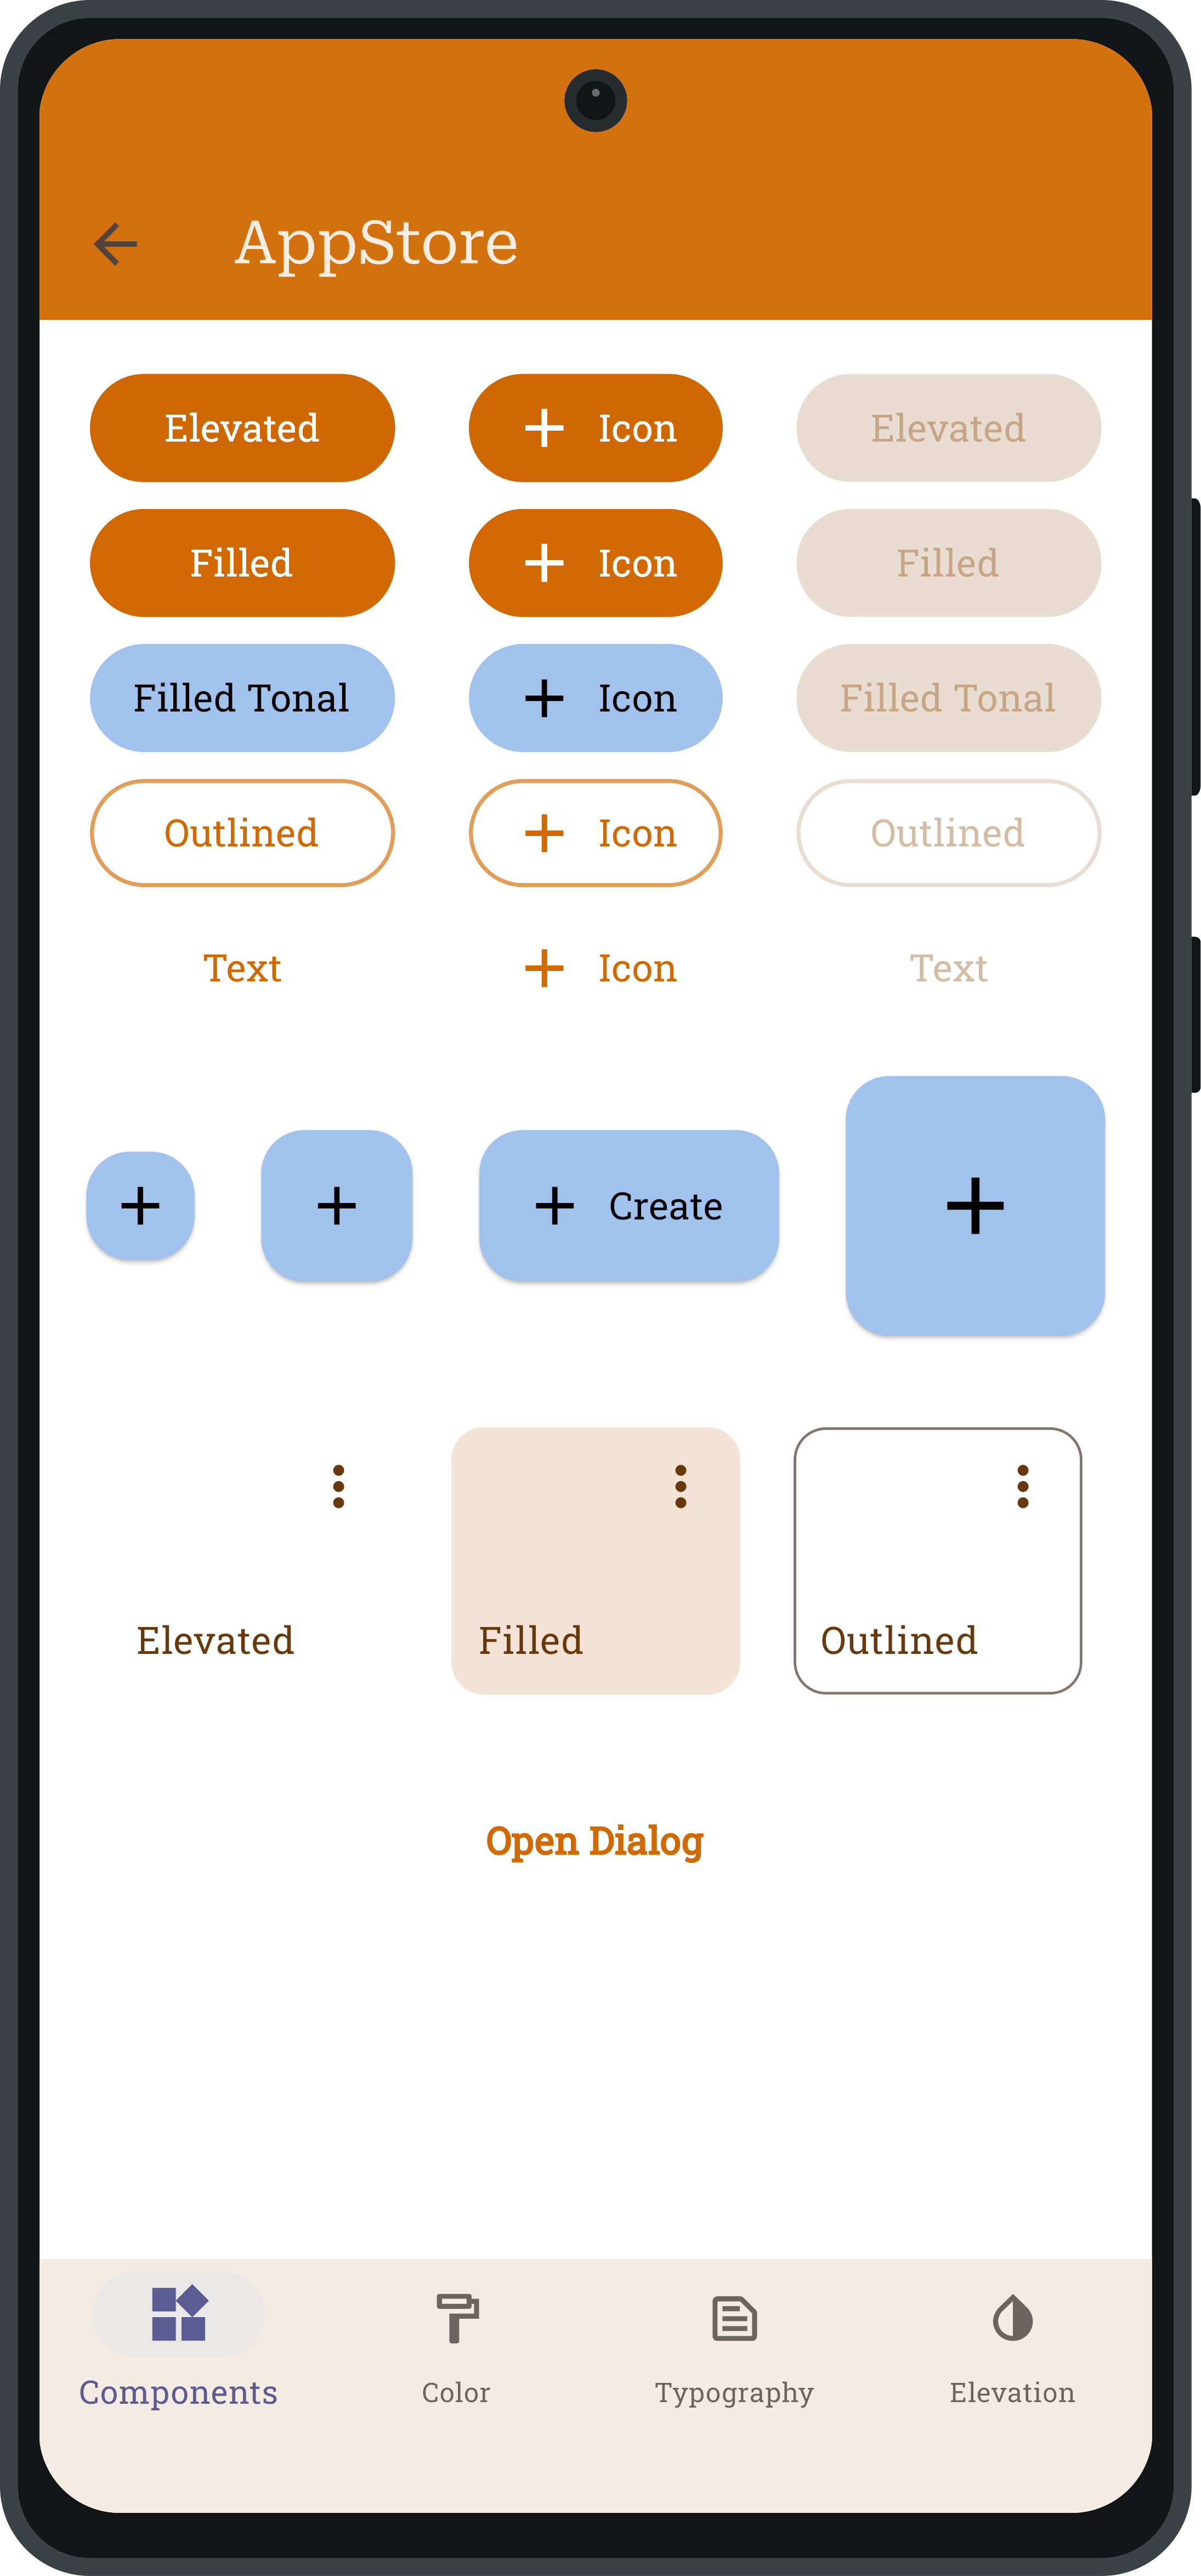 AppStore
Elevated
Icon
Elevated
Filled
Icon
Filled
Filled Tonal
Icon
Filled Tonal
Outlined
Icon
Outlined
Text
Icon
Text
Create
Elevated
Filled
Outlined
Open Dialog
Components
Color
Typography
Elevation